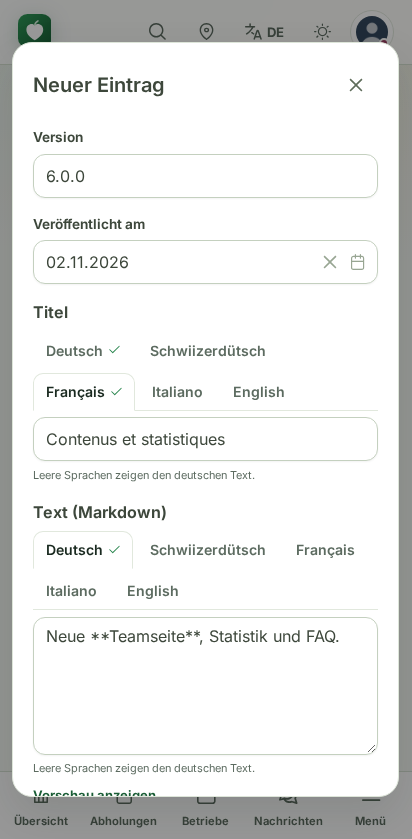 DE
Neuer Eintrag
Version
6.0.0
Veröffentlicht am
02.11.2026
Titel
Deutsch Schwiizerdütsch
Français Italiano English
Contenus et statistiques
Leere Sprachen zeigen den deutschen Text.
Text (Markdown)
Deutsch Schwiizerdütsch Français
Italiano English
Neue **Teamseite**, Statistik und FAQ.
Leere Sprachen zeigen den deutschen Text.
Vorschau anzeigen
Übersicht Abholungen Betriebe Nachrichten Menü